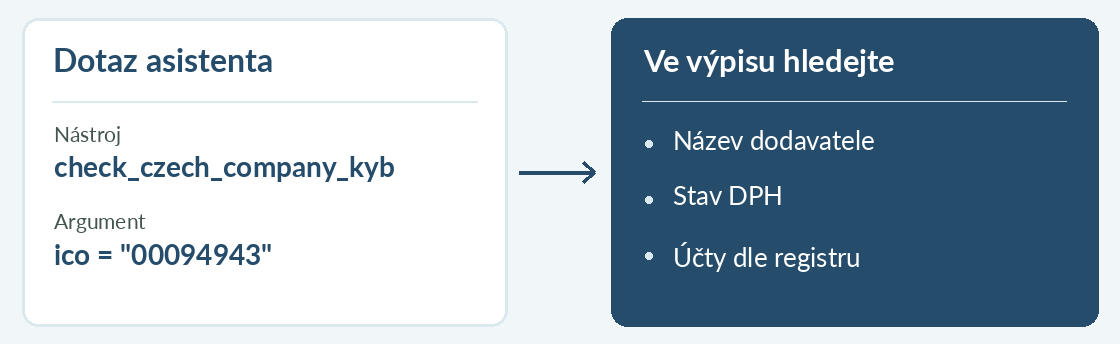 Dotaz asistenta
Nástroj
check_czech_company_kyb
Argument
ico = "00094943"
Ve výpisu hledejte
Název dodavatele
Stav DPH
Účty dle registru